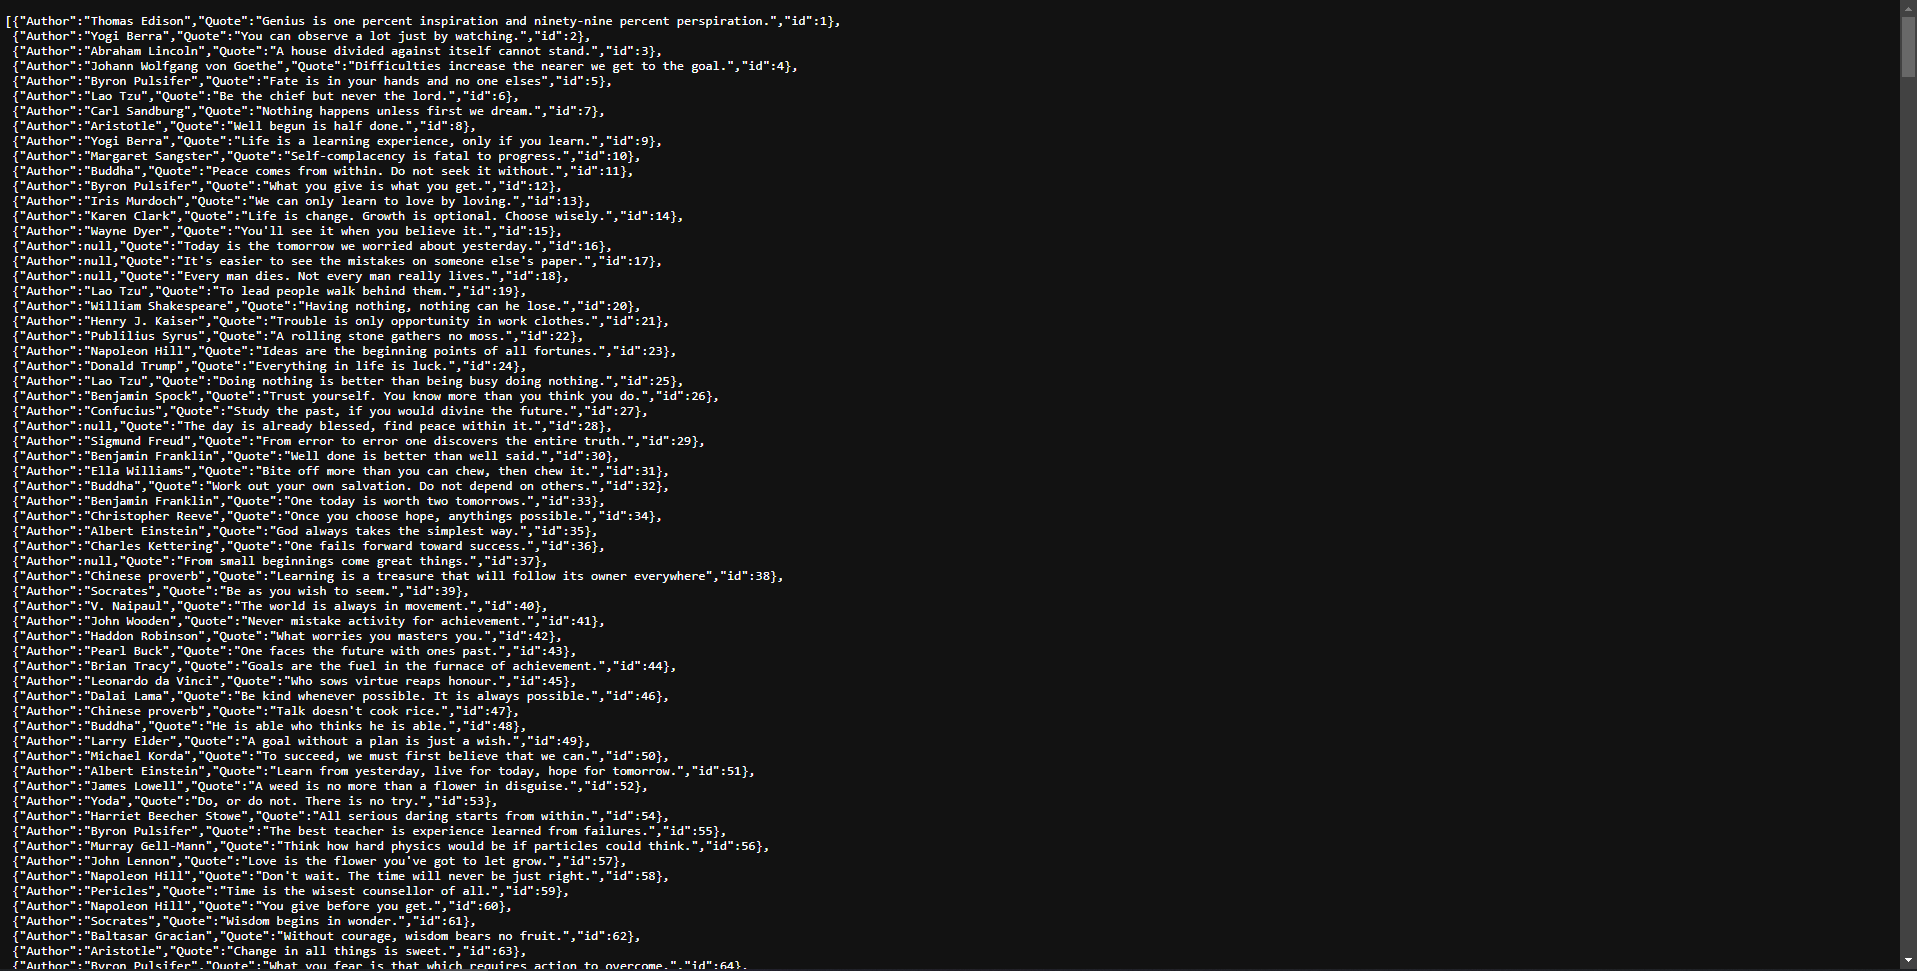 [{"Author":"Thomas Edison","Quote":"Genius is one percent inspiration and ninety-nine percent perspiration.","id":1},
{"Author":"Yogi Berra","Quote":"You can observe a lot just by watching.","id":2},
{"Author":"Abraham Lincoln","Quote":"A house divided against itself cannot stand.","id":3},
{"Author":"Johann Wolfgang von Goethe","Quote":"Difficulties increase the nearer we get to the goal.","id":4},
{"Author":"Byron Pulsifer","Quote":"Fate is in your hands and no one elses","id":5},
{"Author":"Lao Tzu","Quote":"Be the chief but never the lord.","id":6},
{"Author":"Carl Sandburg","Quote":"Nothing happens unless first we dream.","id":7},
{"Author":"Aristotle","Quote":"Well begun is half done.","id":8},
{"Author":"Yogi Berra","Quote":"Life is a learning experience, only if you learn.","id":9},
{"Author":"Margaret Sangster","Quote":"Self-complacency is fatal to progress.","id":10},
{"Author":"Buddha","Quote":"Peace comes from within. Do not seek it without.","id":11},
{"Author":"Byron Pulsifer","Quote":"What you give is what you get.","id":12},
{"Author":"Iris Murdoch","Quote":"We can only learn to love by loving.","id":13},
{"Author":"Karen Clark","Quote":"Life is change. Growth is optional. Choose wisely.","id":14},
{"Author":"Wayne Dyer","Quote":"You'll see it when you believe it.","id":15},
{"Author":null,"Quote":"Today is the tomorrow we worried about yesterday.","id":16},
{"Author":null,"Quote":"It's easier to see the mistakes on someone else's paper.","id":17},
{"Author":null,"Quote":"Every man dies. Not every man really lives.","id":18},
{"Author":"Lao Tzu","Quote":"To lead people walk behind them.","id":19},
{"Author":"William Shakespeare","Quote":"Having nothing, nothing can he lose.","id":20},
{"Author":"Henry J. Kaiser","Quote":"Trouble is only opportunity in work clothes.","id":21},
{"Author":"Publilius Syrus","Quote":"A rolling stone gathers no moss.","id":22},
{"Author":"Napoleon Hill","Quote":"Ideas are the beginning points of all fortunes.","id":23},
{"Author":"Donald Trump","Quote":"Everything in life is luck.","id":24},
{"Author":"Lao Tzu","Quote":"Doing nothing is better than being busy doing nothing.","id":25},
{"Author":"Benjamin Spock","Quote":"Trust yourself. You know more than you think you do.","id":26},
{"Author":"Confucius","Quote":"Study the past, if you would divine the future.","id":27},
{"Author":null,"Quote":"The day is already blessed, find peace within it.","id":28},
{"Author":"Sigmund Freud","Quote":"From error to error one discovers the entire truth.","id":29},
{"Author":"Benjamin Franklin","Quote":"Well done is better than well said.","id":30},
{"Author":"Ella Williams","Quote":"Bite off more than you can chew, then chew it.","id":31},
{"Author":"Buddha","Quote":"Work out your own salvation. Do not depend on others.","id":32},
{"Author":"Benjamin Franklin","Quote":"One today is worth two tomorrows.","id":33},
{"Author":"Christopher Reeve","Quote":"Once you choose hope, anythings possible.","id":34},
{"Author":"Albert Einstein","Quote":"God always takes the simplest way.","id":35},
{"Author":"Charles Kettering","Quote":"One fails forward toward success.","id":36},
{"Author":null,"Quote":"From small beginnings come great things.","id":37},
{"Author":"Chinese proverb","Quote":"Learning is a treasure that will follow its owner everywhere","id":38},
{"Author":"Socrates","Quote":"Be as you wish to seem.","id":39},
{"Author":"V. Naipaul","Quote":"The world is always in movement.","id":40},
{"Author":"John Wooden","Quote":"Never mistake activity for achievement.","id":41},
{"Author":"Haddon Robinson","Quote":"What worries you masters you.","id":42},
{"Author":"Pearl Buck","Quote":"One faces the future with ones past.","id":43},
{"Author":"Brian Tracy","Quote":"Goals are the fuel in the furnace of achievement.","id":44},
{"Author":"Leonardo da Vinci","Quote":"Who sows virtue reaps honour.","id":45},
{"Author":"Dalai Lama","Quote":"Be kind whenever possible. It is always possible.","id":46},
{"Author":"Chinese proverb","Quote":"Talk doesn't cook rice.","id":47},
{"Author":"Buddha","Quote":"He is able who thinks he is able.","id":48},
{"Author":"Larry Elder","Quote":"A goal without a plan is just a wish.","id":49},
{"Author":"Michael Korda","Quote":"To succeed, we must first believe that we can.","id":50},
{"Author":"Albert Einstein","Quote":"Learn from yesterday, live for today, hope for tomorrow.","id":51},
{"Author":"James Lowell","Quote":"A weed is no more than a flower in disguise.","id":52},
{"Author":"Yoda","Quote":"Do, or do not. There is no try.","id":53},
{"Author":"Harriet Beecher Stowe","Quote":"All serious daring starts from within.","id":54},
{"Author":"Byron Pulsifer","Quote":"The best teacher is experience learned from failures.","id":55},
{"Author":"Murray Gell-Mann","Quote":"Think how hard physics would be if particles could think.","id":56},
{"Author":"John Lennon","Quote":"Love is the flower you've got to let grow.","id":57},
{"Author":"Napoleon Hill","Quote":"Don't wait. The time will never be just right.","id":58},
{"Author":"Pericles","Quote":"Time is the wisest counsellor of all.","id":59},
{"Author":"Napoleon Hill","Quote":"You give before you get.","id":60},
{"Author":"Socrates","Quote":"Wisdom begins in wonder.","id":61},
{"Author":"Baltasar Gracian","Quote":"Without courage, wisdom bears no fruit.","id":62},
{"Author":"Aristotle","Quote":"Change in all things is sweet.","id":63},
{"Author":"Byron Pulsifer","Quote":"What you fear is that which requires action to overcome.","id":64},